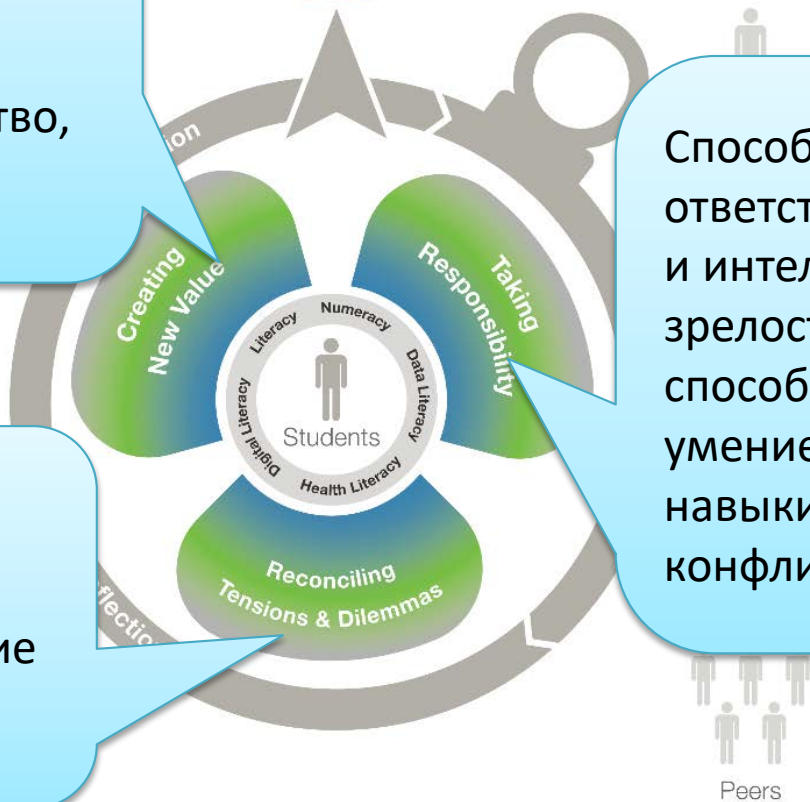 тво,
Способ
ответст
и интел
зрелост
способ
умение
навыки
конфли
ие
Creating
New Value
Taking
Responsibility
Reconciling
Tensions & Dilemmas
Literacy
Numeracy
Data Literacy
Health Literacy
Digital Literacy
Students
Peers